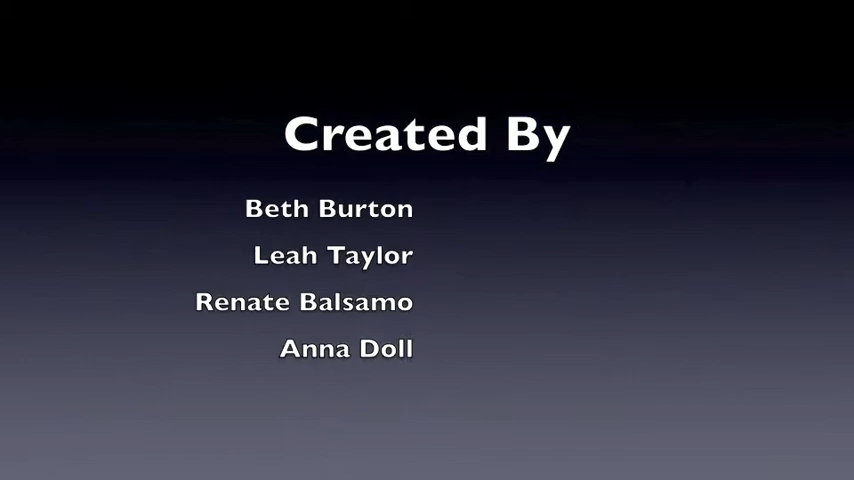 Created By
Beth Burton
Leah Taylor
Renate Balsamo
Anna Doll